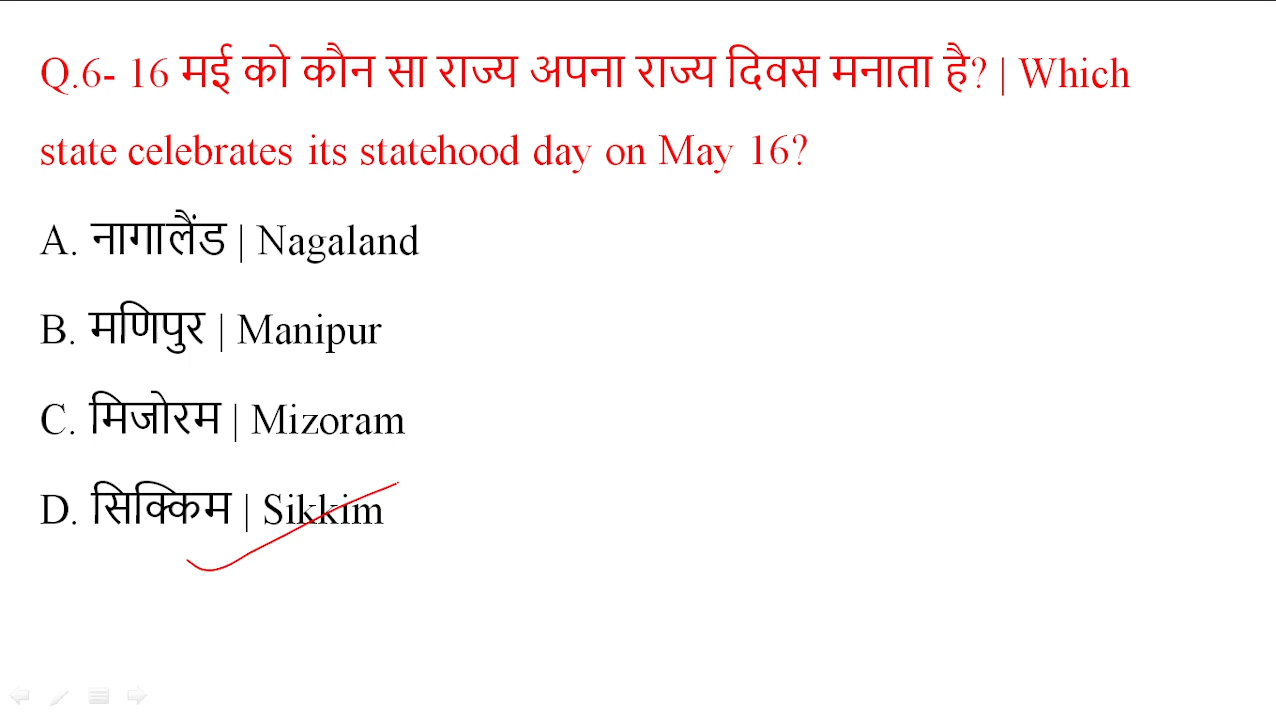 Q.6- 16 मई को कौन सा राज्य अपना राज्य दिवस मनाता है? | Which
state celebrates its statehood day on May 16?
A. नागालैंड | Nagaland
B. मणिपुर | Manipur
C. मिजोरम | Mizoram
D. सिक्किम | Sikkim